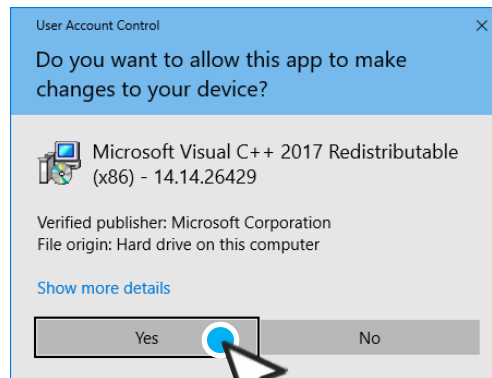 User Account Control
Do you want to allow this app to make
changes to your device?
Microsoft Visual C++ 2017 Redistributable
(x86) - 14.14.26429
Verified publisher: Microsoft Corporation
File origin: Hard drive on this computer
Show more details
Yes
No